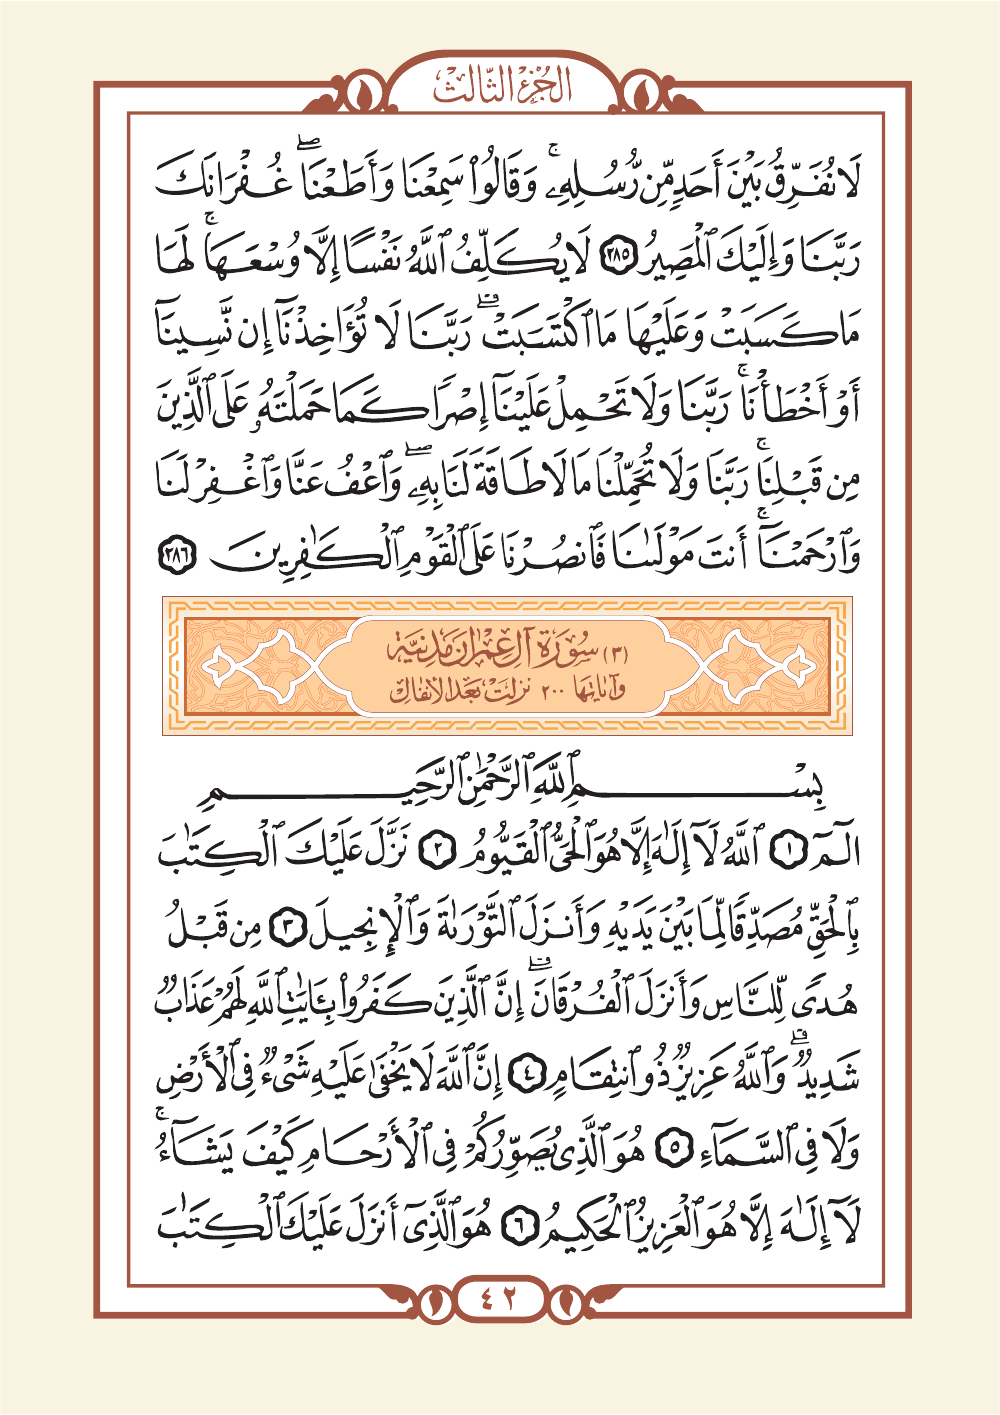 الجزء الثالث
لَا نُفَرِّقُ بَيْنَ أَحَدٍ مِّن رُّسُلِهِۦۚ وَقَالُوا۟ سَمِعْنَا وَأَطَعْنَاۖ غُفْرَانَكَ
رَبَّنَا وَإِلَيْكَ ٱلْمَصِيرُ ٢٨٥ لَا يُكَلِّفُ ٱللَّهُ نَفْسًا إِلَّا وُسْعَهَاۚ لَهَا
مَا كَسَبَتْ وَعَلَيْهَا مَا ٱكْتَسَبَتْۗ رَبَّنَا لَا تُؤَاخِذْنَآ إِن نَّسِينَآ
أَوْ أَخْطَأْنَاۚ رَبَّنَا وَلَا تَحْمِلْ عَلَيْنَآ إِصْرًا كَمَا حَمَلْتَهُۥ عَلَى ٱلَّذِينَ
مِن قَبْلِنَاۚ رَبَّنَا وَلَا تُحَمِّلْنَا مَا لَا طَاقَةَ لَنَا بِهِۦۖ وَٱعْفُ عَنَّا وَٱغْفِرْ لَنَا
وَٱرْحَمْنَآۚ أَنتَ مَوْلَىٰنَا فَٱنصُرْنَا عَلَى ٱلْقَوْمِ ٱلْكَٰفِرِينَ ٢٨٦
(٣) سُورَةُ آلِ عِمْرَانَ مَدَنِيَّة
وَآيَاتُهَا ٢٠٠ نَزَلَتْ بَعْدَ الأَنفَال
بِسْمِ ٱللَّهِ ٱلرَّحْمَٰنِ ٱلرَّحِيمِ
الٓمٓ ١ ٱللَّهُ لَآ إِلَٰهَ إِلَّا هُوَ ٱلْحَىُّ ٱلْقَيُّومُ ٢ نَزَّلَ عَلَيْكَ ٱلْكِتَٰبَ
بِٱلْحَقِّ مُصَدِّقًا لِّمَا بَيْنَ يَدَيْهِ وَأَنزَلَ ٱلتَّوْرَىٰةَ وَٱلْإِنجِيلَ ٣ مِن قَبْلُ
هُدًى لِّلنَّاسِ وَأَنزَلَ ٱلْفُرْقَانَۗ إِنَّ ٱلَّذِينَ كَفَرُوا۟ بِـَٔايَٰتِ ٱللَّهِ لَهُمْ عَذَابٌ
شَدِيدٌۗ وَٱللَّهُ عَزِيزٌ ذُو ٱنتِقَامٍ ٤ إِنَّ ٱللَّهَ لَا يَخْفَىٰ عَلَيْهِ شَىْءٌ فِى ٱلْأَرْضِ
وَلَا فِى ٱلسَّمَآءِ ٥ هُوَ ٱلَّذِى يُصَوِّرُكُمْ فِى ٱلْأَرْحَامِ كَيْفَ يَشَآءُۚ
لَآ إِلَٰهَ إِلَّا هُوَ ٱلْعَزِيزُ ٱلْحَكِيمُ ٦ هُوَ ٱلَّذِىٓ أَنزَلَ عَلَيْكَ ٱلْكِتَٰبَ
٤٢